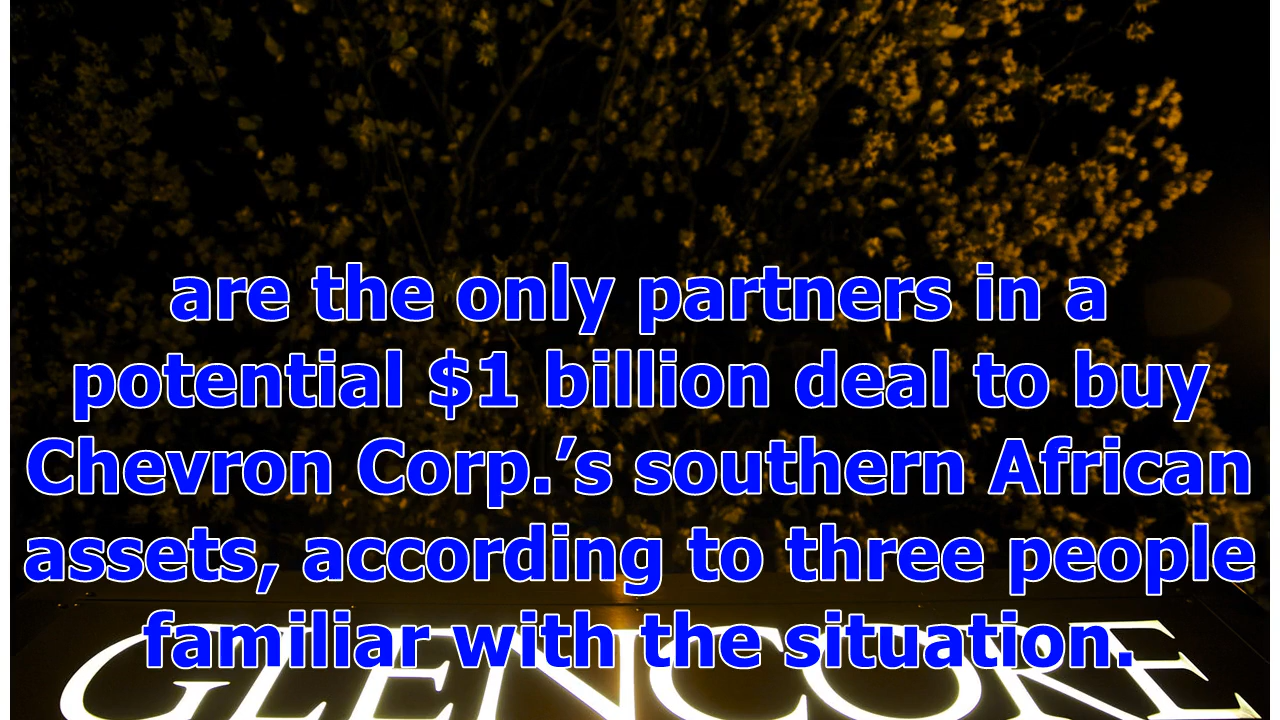 are the only partners in a
potential $1 billion deal to buy
Chevron Corp.’s southern African
assets, according to three people
familiar with the situation.
GLENCORE